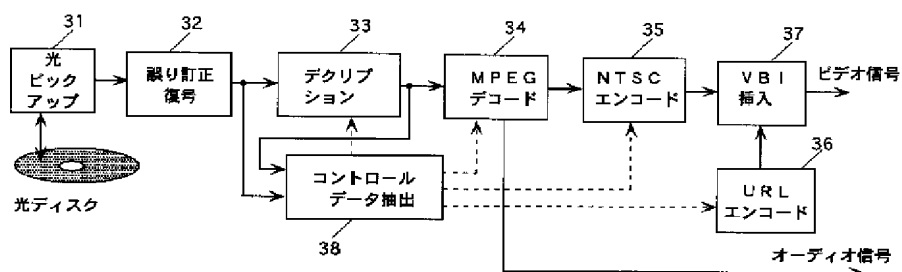 31
光
ピック
アップ
光ディスク
32
誤り訂正
復号
33
デクリプ
ション
34
ＭＰＥＧ
デコード
35
ＮＴＳＣ
エンコード
37
ＶＢＩ
挿入
ビデオ信号
36
ＵＲＬ
エンコード
コントロール
データ抽出
38
オーディオ信号